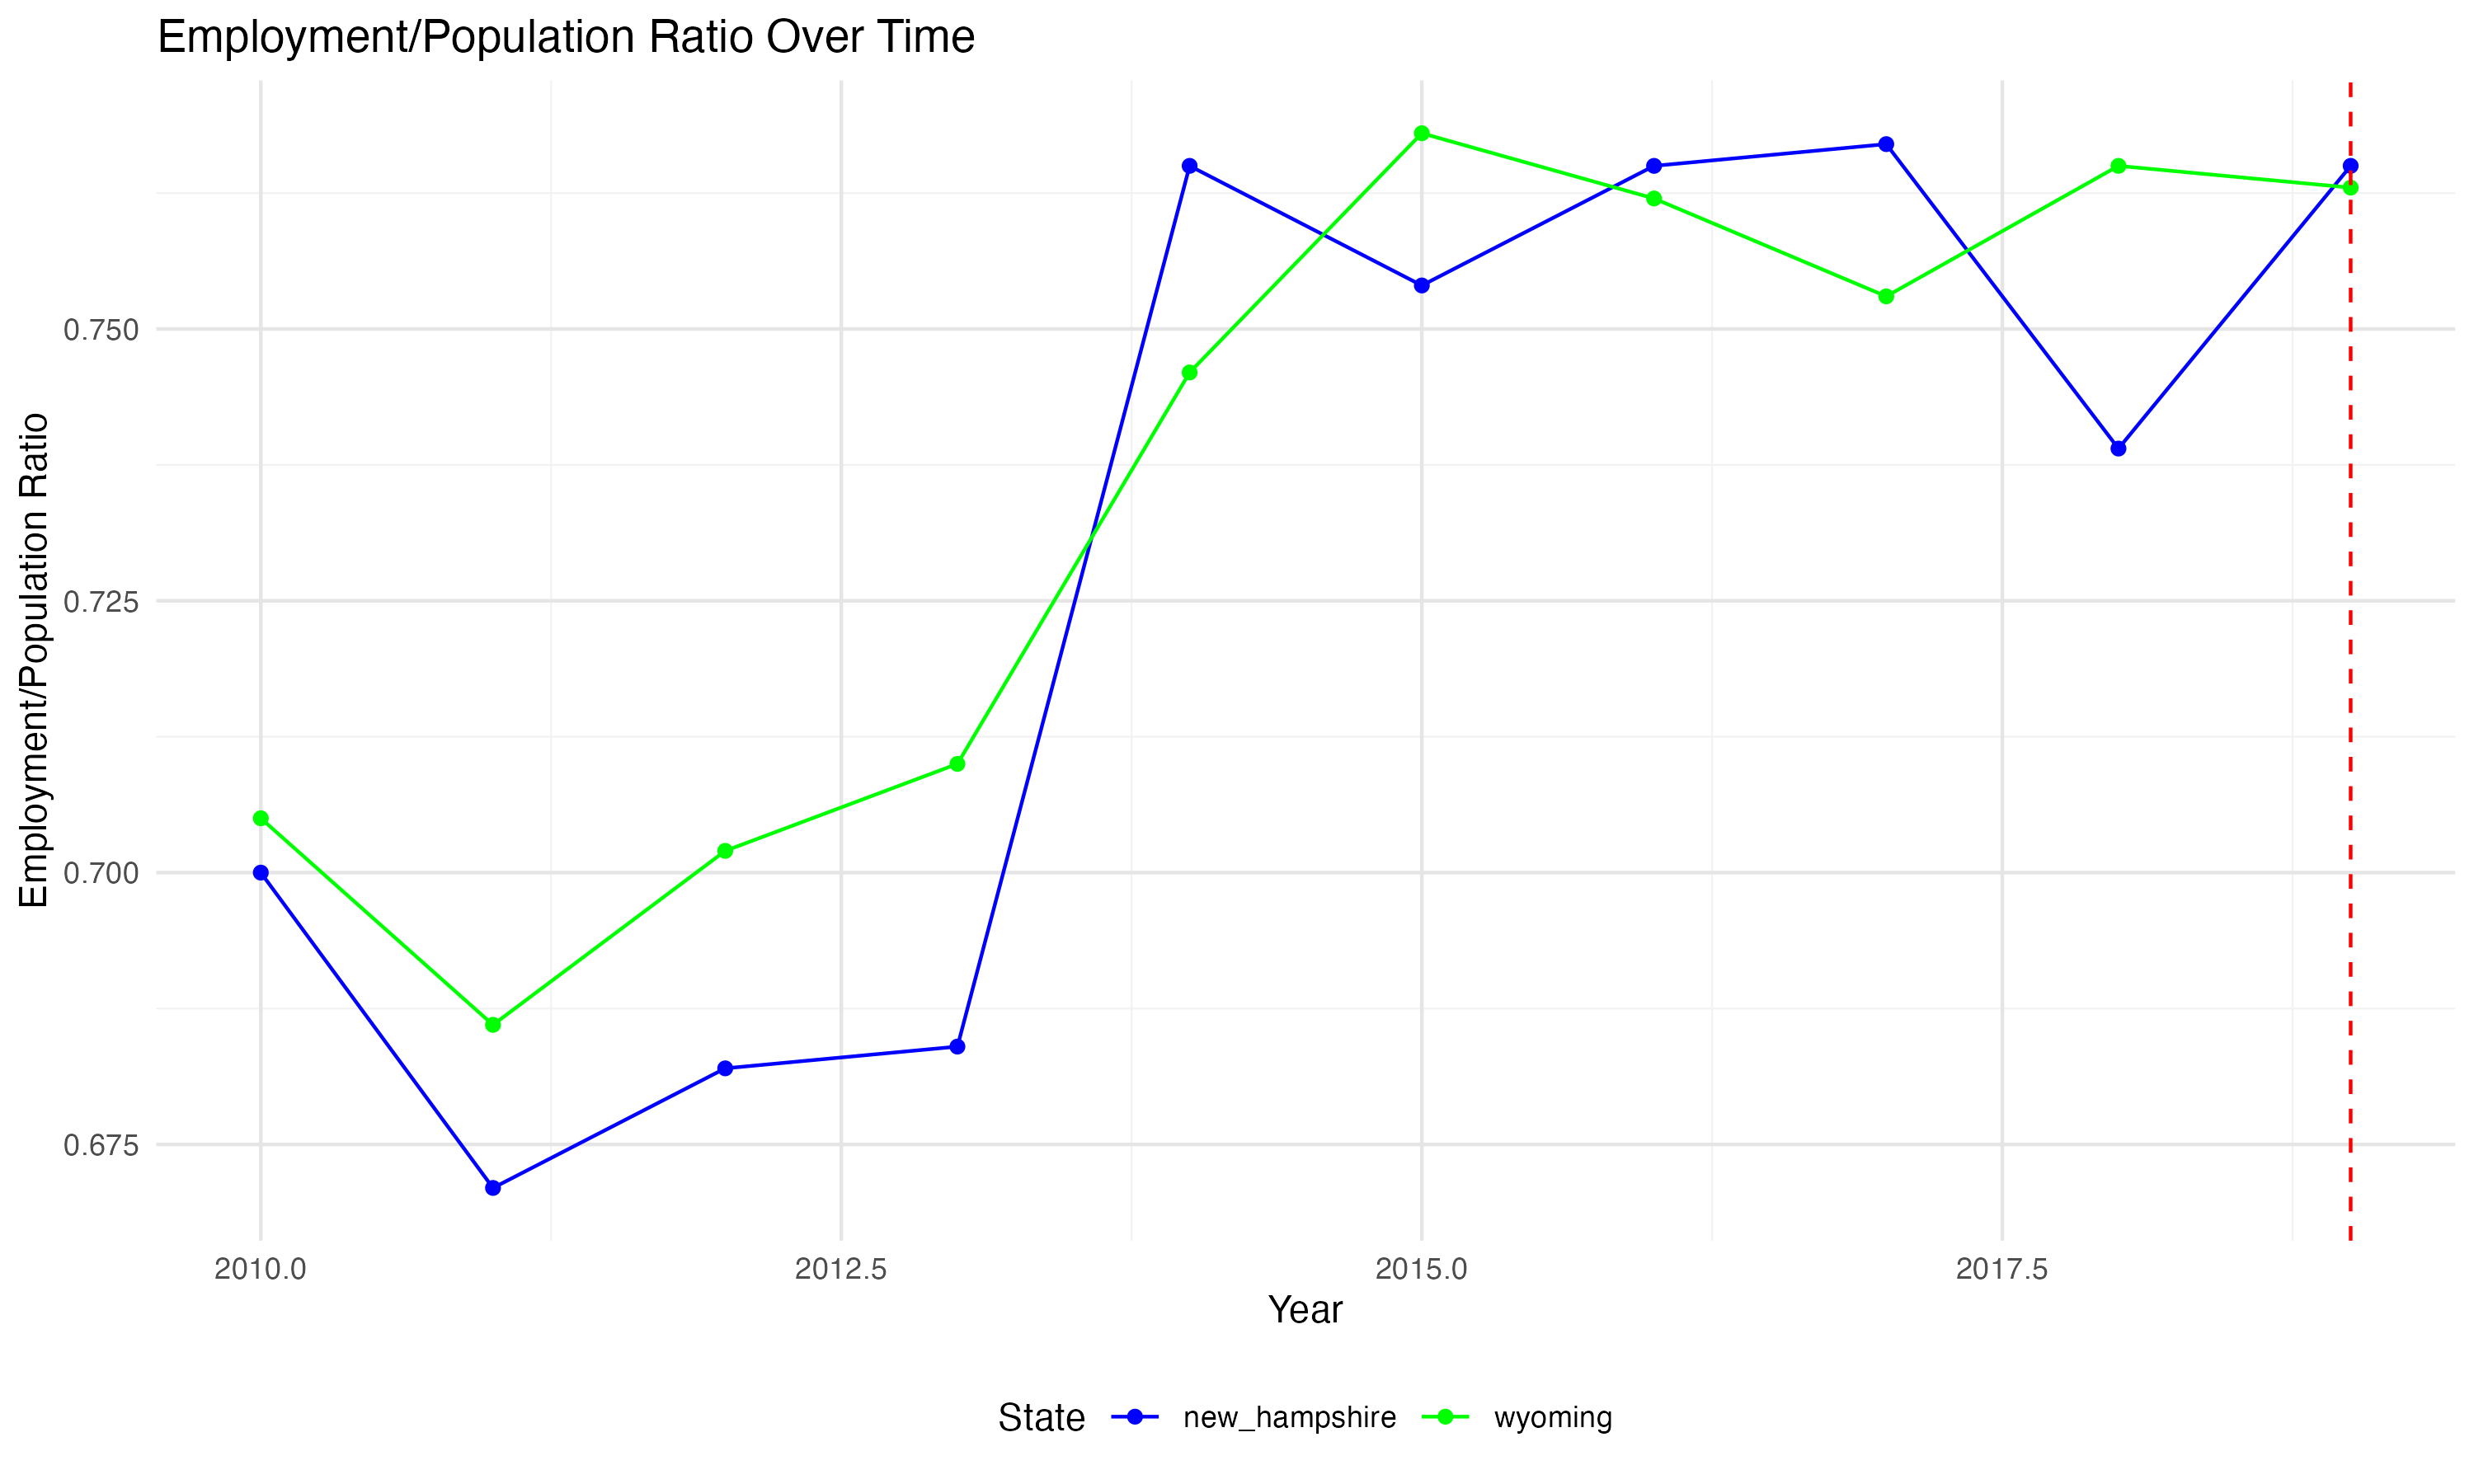 Employment/Population Ratio Over Time
Employment/Population Ratio
0.750
0.725
0.700
0.675
2010.0 2012.5 2015.0 2017.5
Year
State new_hampshire wyoming